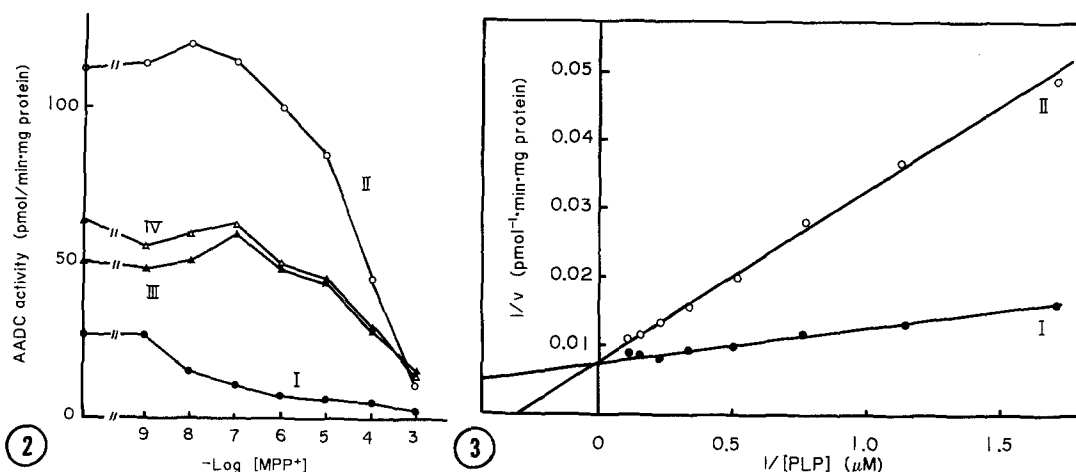 AADC activity (pmol/min·mg protein)
100
50
0
II
IV
III
I
//
//
//
//
//
9 8 7 6 5 4 3
-Log [MPP+]
2
3
I/v (pmol⁻¹·min·mg protein)
0.05
0.04
0.03
0.02
0.01
II
I
0 0.5 1.0 1.5
I/[PLP] (μM)